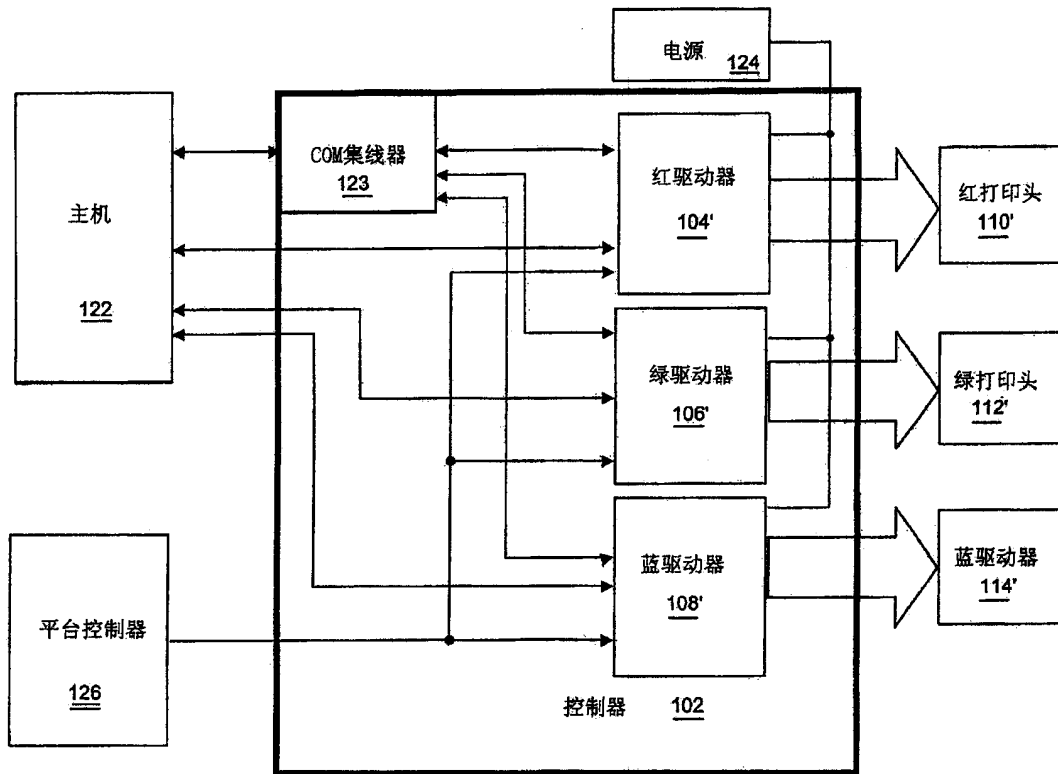 电源
124
主机
122
COM集线器
123
红驱动器
104'
红打印头
110'
绿驱动器
106'
绿打印头
112'
蓝驱动器
108'
蓝驱动器
114'
平台控制器
126
控制器 102